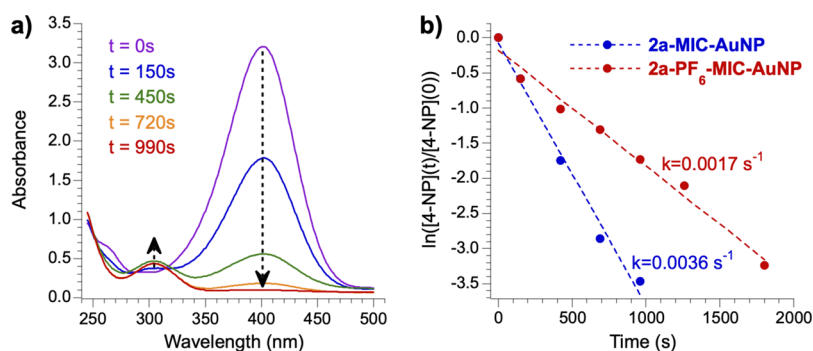 a)
3.5
3.0
2.5
2.0
1.5
1.0
0.5
0.0
Absorbance
t = 0s
t = 150s
t = 450s
t = 720s
t = 990s
250 300 350 400 450 500
Wavelength (nm)
b)
0.0
-0.5
-1.0
-1.5
-2.0
-2.5
-3.0
-3.5
ln([4-NP](t)/[4-NP](0))
2a-MIC-AuNP
2a-PF₆-MIC-AuNP
k=0.0017 s⁻¹
k=0.0036 s⁻¹
0 500 1000 1500 2000
Time (s)